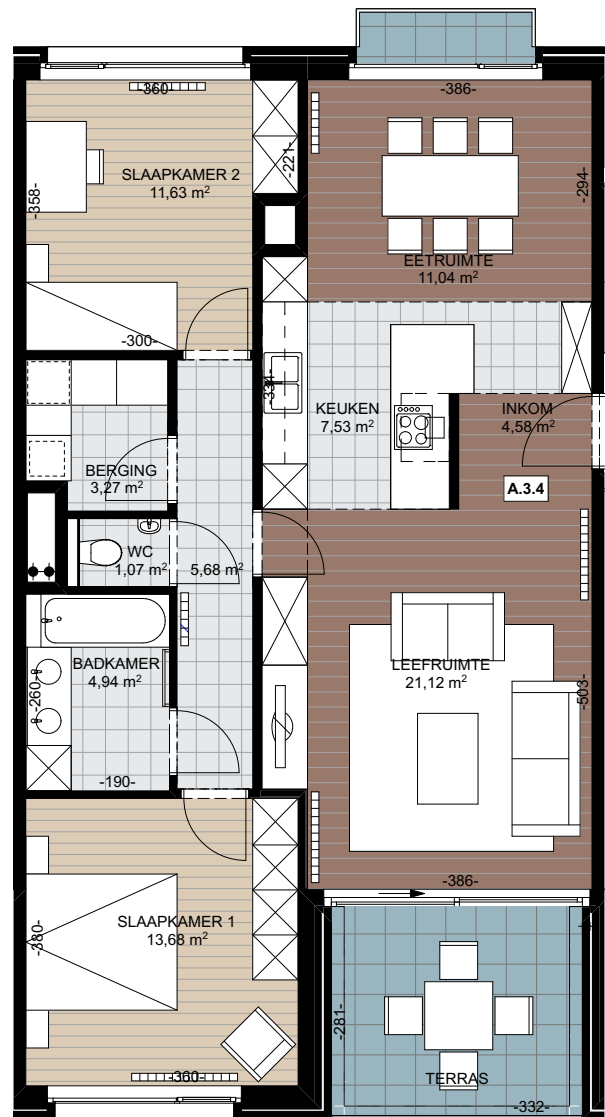 -360-
-386-
SLAAPKAMER 2
11,63 m²
-221-
-358-
-294-
EETRUIMTE
11,04 m²
-300-
-334-
KEUKEN
7,53 m²
INKOM
4,58 m²
BERGING
3,27 m²
A.3.4
WC
1,07 m²
5,68 m²
BADKAMER
4,94 m²
LEEFRUIMTE
21,12 m²
-260-
-503-
-190-
-386-
SLAAPKAMER 1
13,68 m²
-380-
-281-
-360-
TERRAS
-332-